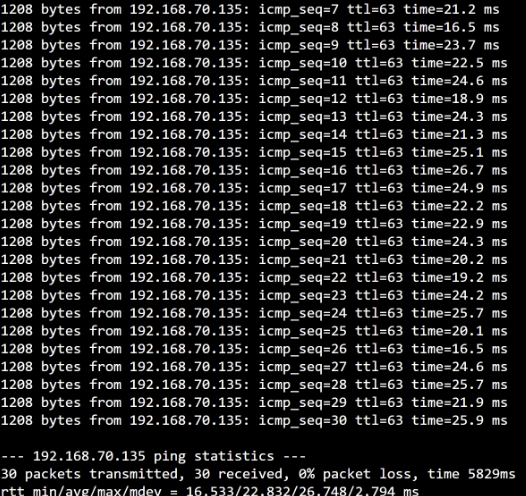 1208 bytes from 192.168.70.135: icmp_seq=7 ttl=63 time=21.2 ms
1208 bytes from 192.168.70.135: icmp_seq=8 ttl=63 time=16.5 ms
1208 bytes from 192.168.70.135: icmp_seq=9 ttl=63 time=23.7 ms
1208 bytes from 192.168.70.135: icmp_seq=10 ttl=63 time=22.5 ms
1208 bytes from 192.168.70.135: icmp_seq=11 ttl=63 time=24.6 ms
1208 bytes from 192.168.70.135: icmp_seq=12 ttl=63 time=18.9 ms
1208 bytes from 192.168.70.135: icmp_seq=13 ttl=63 time=24.3 ms
1208 bytes from 192.168.70.135: icmp_seq=14 ttl=63 time=21.3 ms
1208 bytes from 192.168.70.135: icmp_seq=15 ttl=63 time=25.1 ms
1208 bytes from 192.168.70.135: icmp_seq=16 ttl=63 time=26.7 ms
1208 bytes from 192.168.70.135: icmp_seq=17 ttl=63 time=24.9 ms
1208 bytes from 192.168.70.135: icmp_seq=18 ttl=63 time=22.2 ms
1208 bytes from 192.168.70.135: icmp_seq=19 ttl=63 time=22.9 ms
1208 bytes from 192.168.70.135: icmp_seq=20 ttl=63 time=24.3 ms
1208 bytes from 192.168.70.135: icmp_seq=21 ttl=63 time=20.2 ms
1208 bytes from 192.168.70.135: icmp_seq=22 ttl=63 time=19.2 ms
1208 bytes from 192.168.70.135: icmp_seq=23 ttl=63 time=24.2 ms
1208 bytes from 192.168.70.135: icmp_seq=24 ttl=63 time=25.7 ms
1208 bytes from 192.168.70.135: icmp_seq=25 ttl=63 time=20.1 ms
1208 bytes from 192.168.70.135: icmp_seq=26 ttl=63 time=16.5 ms
1208 bytes from 192.168.70.135: icmp_seq=27 ttl=63 time=24.6 ms
1208 bytes from 192.168.70.135: icmp_seq=28 ttl=63 time=25.7 ms
1208 bytes from 192.168.70.135: icmp_seq=29 ttl=63 time=21.9 ms
1208 bytes from 192.168.70.135: icmp_seq=30 ttl=63 time=25.9 ms
--- 192.168.70.135 ping statistics ---
30 packets transmitted, 30 received, 0% packet loss, time 5829ms
rtt min/avg/max/mdev = 16.533/22.832/26.748/2.794 ms